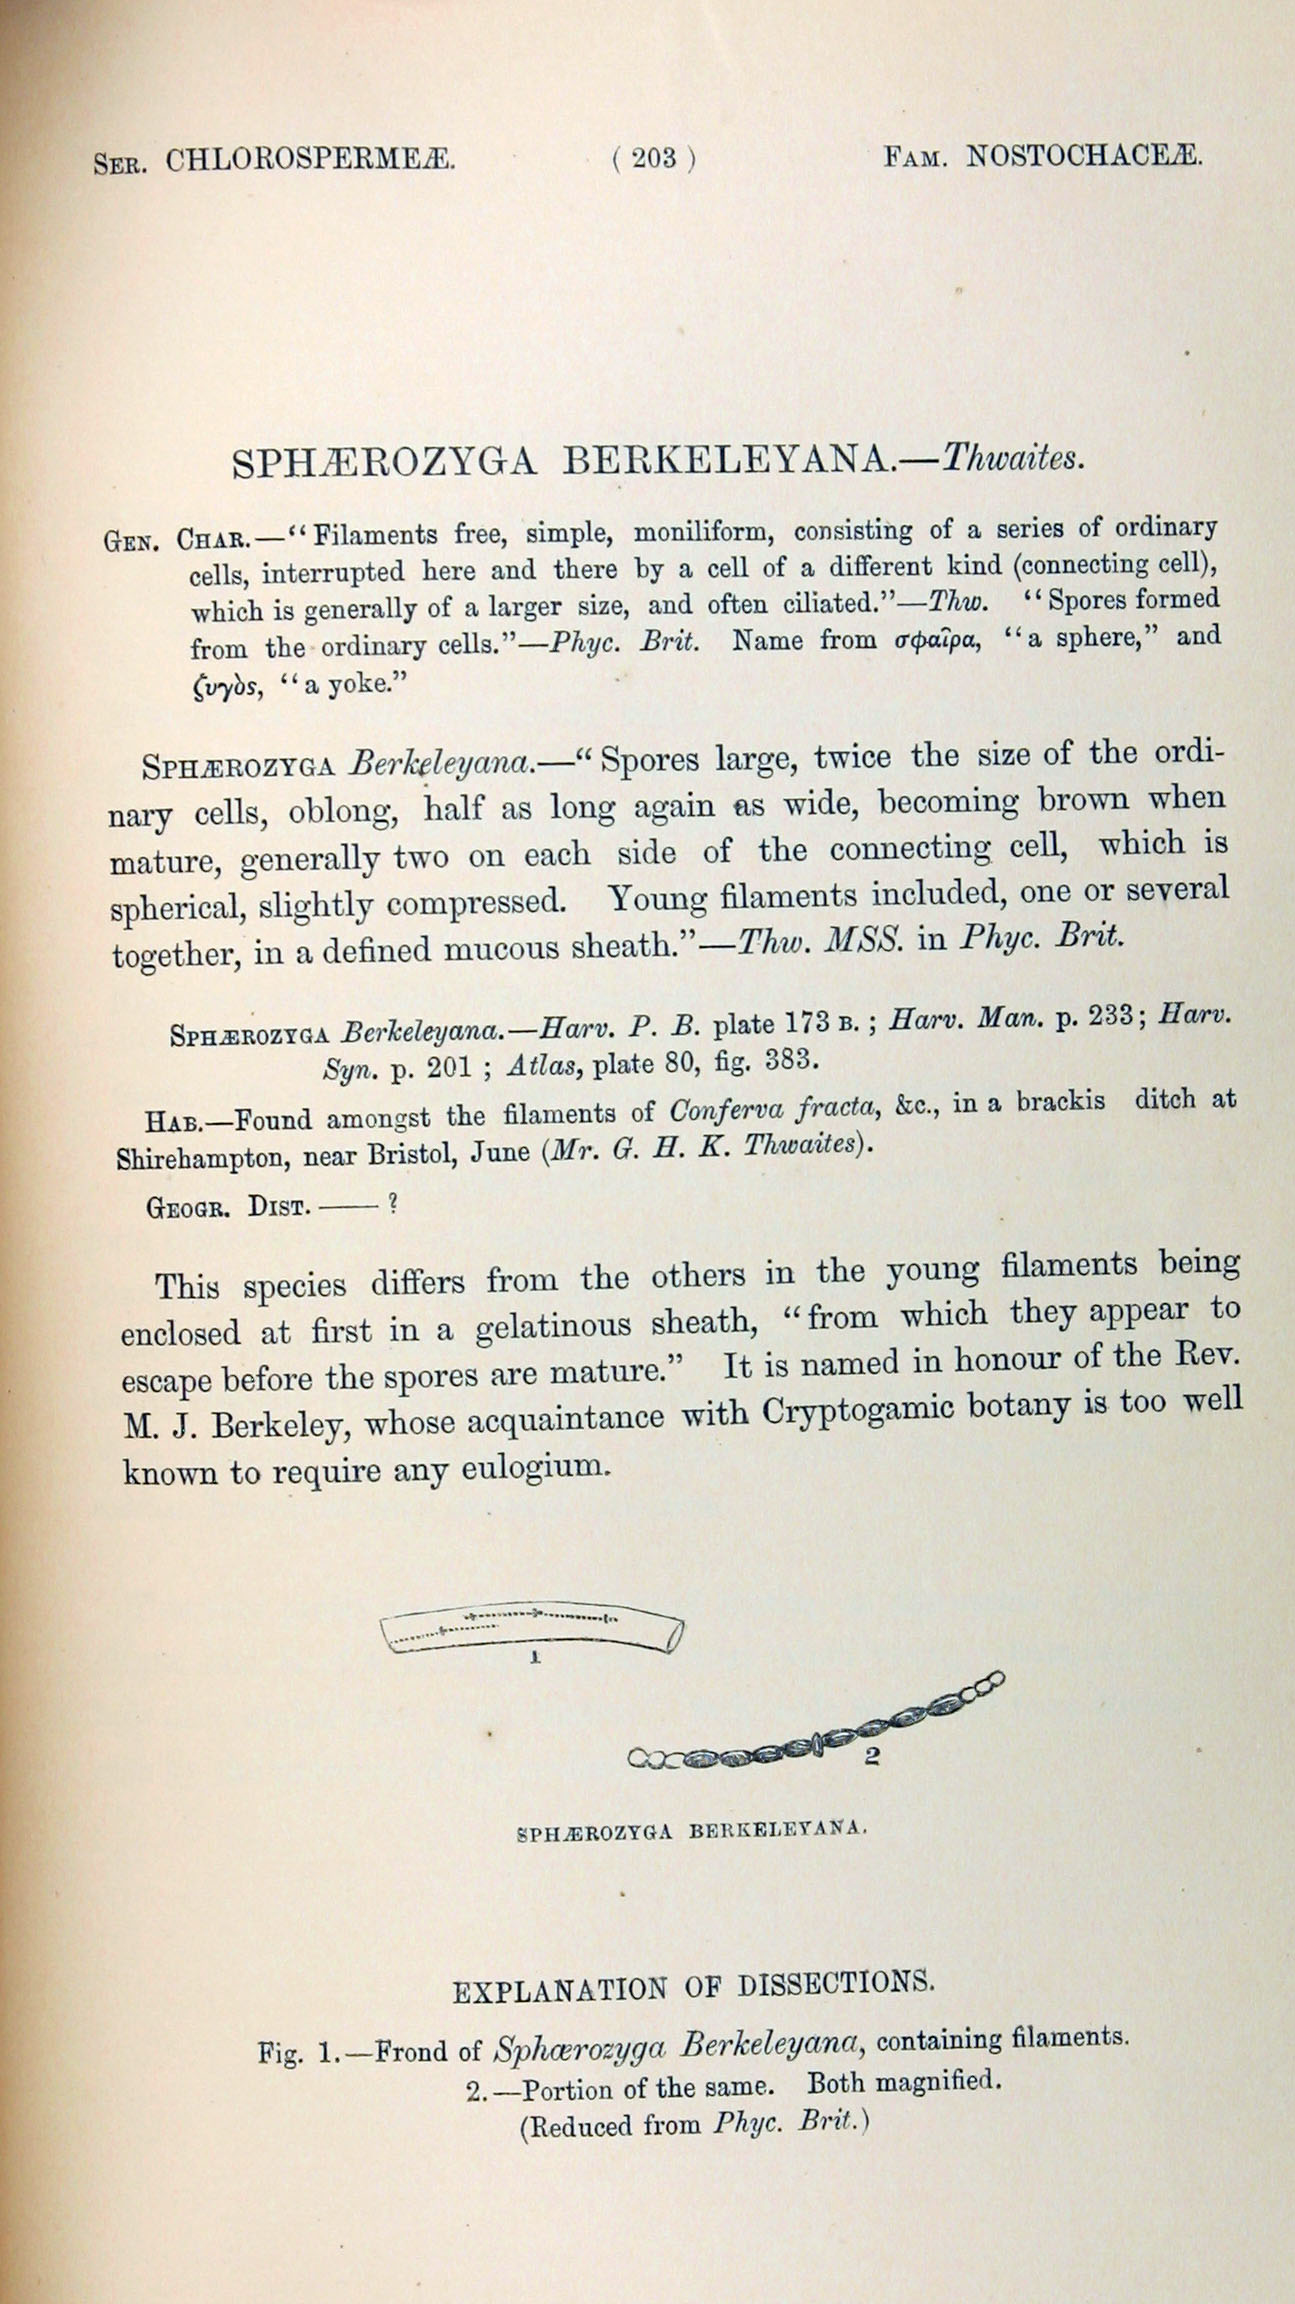 Ser. CHLOROSPERMEÆ. ( 203 ) Fam. NOSTOCHACEÆ.
SPHÆROZYGA BERKELEYANA.—Thwaites.
Gen. Char.—“Filaments free, simple, moniliform, consisting of a series of ordinary
cells, interrupted here and there by a cell of a different kind (connecting cell),
which is generally of a larger size, and often ciliated.”—Thw. “Spores formed
from the ordinary cells.”—Phyc. Brit. Name from σφαῖρα, “a sphere,” and
ζυγὸs, “a yoke.”
Sphærozyga Berkeleyana.—“Spores large, twice the size of the ordi-
nary cells, oblong, half as long again as wide, becoming brown when
mature, generally two on each side of the connecting cell, which is
spherical, slightly compressed. Young filaments included, one or several
together, in a defined mucous sheath.”—Thw. MSS. in Phyc. Brit.
Sphærozyga Berkeleyana.—Harv. P. B. plate 173 b. ; Harv. Man. p. 233; Harv.
Syn. p. 201 ; Atlas, plate 80, fig. 383.
Hab.—Found amongst the filaments of Conferva fracta, &c., in a brackis ditch at
Shirehampton, near Bristol, June (Mr. G. H. K. Thwaites).
Geogr. Dist. —— ?
This species differs from the others in the young filaments being
enclosed at first in a gelatinous sheath, “from which they appear to
escape before the spores are mature.” It is named in honour of the Rev.
M. J. Berkeley, whose acquaintance with Cryptogamic botany is too well
known to require any eulogium.
1
2
SPHÆROZYGA BERKELEYANA.
EXPLANATION OF DISSECTIONS.
Fig. 1.—Frond of Sphærozyga Berkeleyana, containing filaments.
2.—Portion of the same. Both magnified.
(Reduced from Phyc. Brit.)